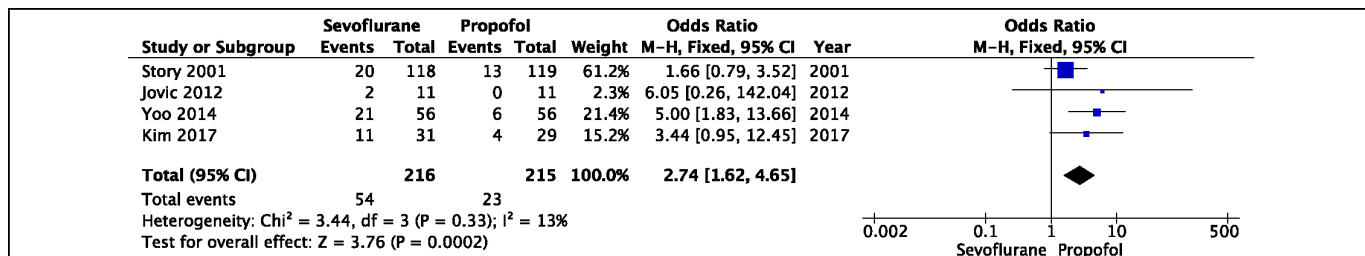 Sevoflurane Propofol Odds Ratio Odds Ratio
Study or Subgroup Events Total Events Total Weight M-H, Fixed, 95% CI Year M-H, Fixed, 95% CI
Story 2001 20 118 13 119 61.2% 1.66 [0.79, 3.52] 2001
Jovic 2012 2 11 0 11 2.3% 6.05 [0.26, 142.04] 2012
Yoo 2014 21 56 6 56 21.4% 5.00 [1.83, 13.66] 2014
Kim 2017 11 31 4 29 15.2% 3.44 [0.95, 12.45] 2017
Total (95% CI) 216 215 100.0% 2.74 [1.62, 4.65]
Total events 54 23
Heterogeneity: Chi² = 3.44, df = 3 (P = 0.33); I² = 13%
Test for overall effect: Z = 3.76 (P = 0.0002)
0.002 0.1 1 10 500
Sevoflurane Propofol